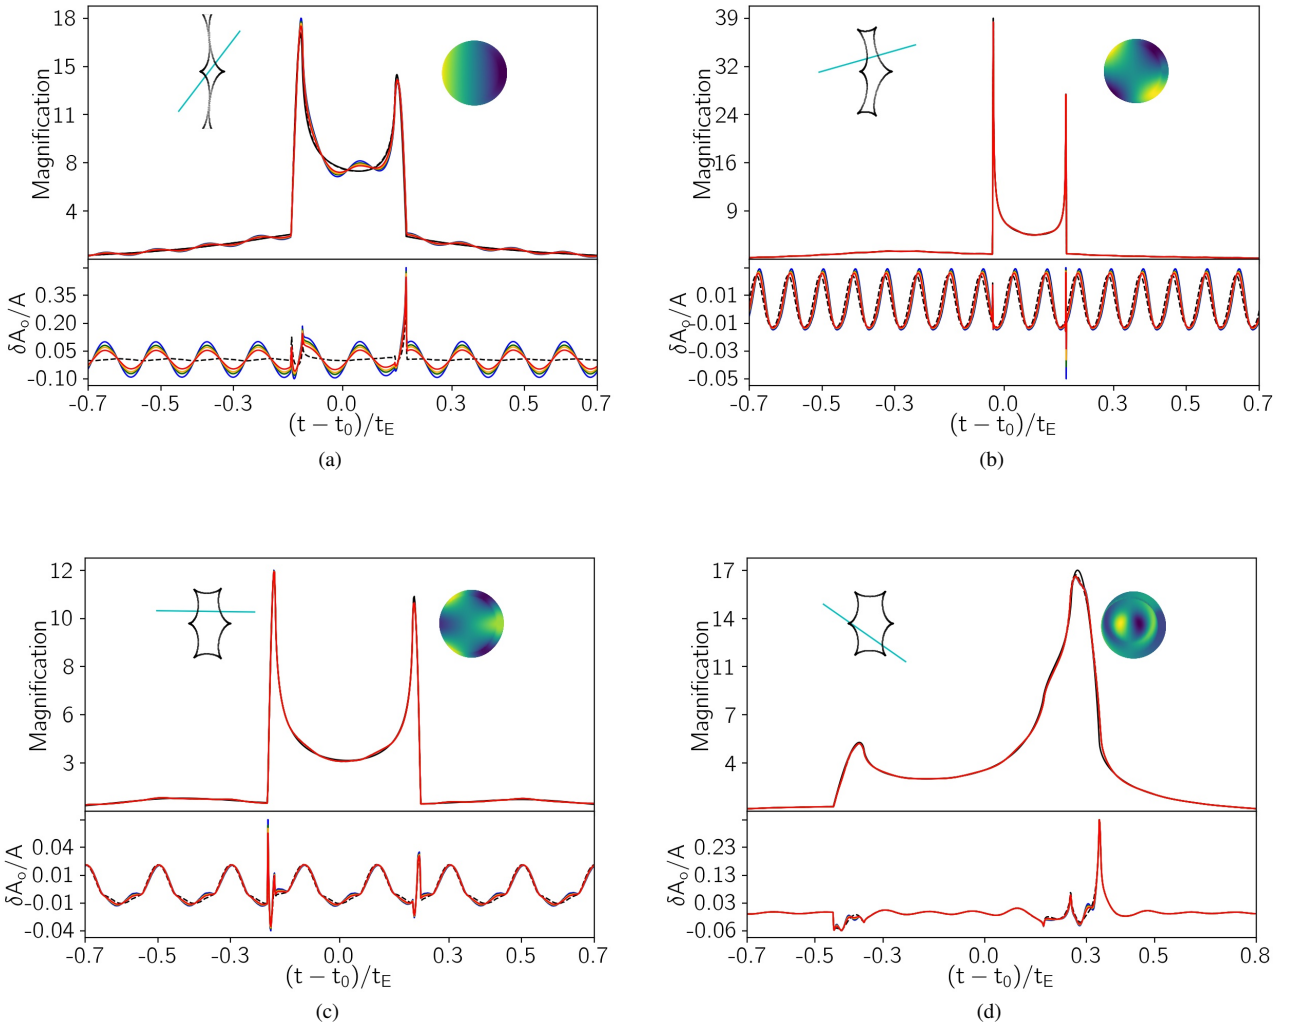 18
15
11
8
4
Magnification
0.35
0.20
0.05
-0.10
δAₒ/A
-0.7 -0.5 -0.3 0.0 0.3 0.5 0.7
(t − t₀)/t_E
(a)
39
32
24
16
9
Magnification
0.01
-0.01
-0.03
-0.05
δAₒ/A
-0.7 -0.5 -0.3 0.0 0.3 0.5 0.7
(t − t₀)/t_E
(b)
12
10
8
6
3
Magnification
0.04
0.01
-0.01
-0.04
δAₒ/A
-0.7 -0.5 -0.3 0.0 0.3 0.5 0.7
(t − t₀)/t_E
(c)
17
14
11
7
4
Magnification
0.23
0.13
0.03
-0.06
δAₒ/A
-0.7 -0.5 -0.3 0.0 0.3 0.5 0.8
(t − t₀)/t_E
(d)